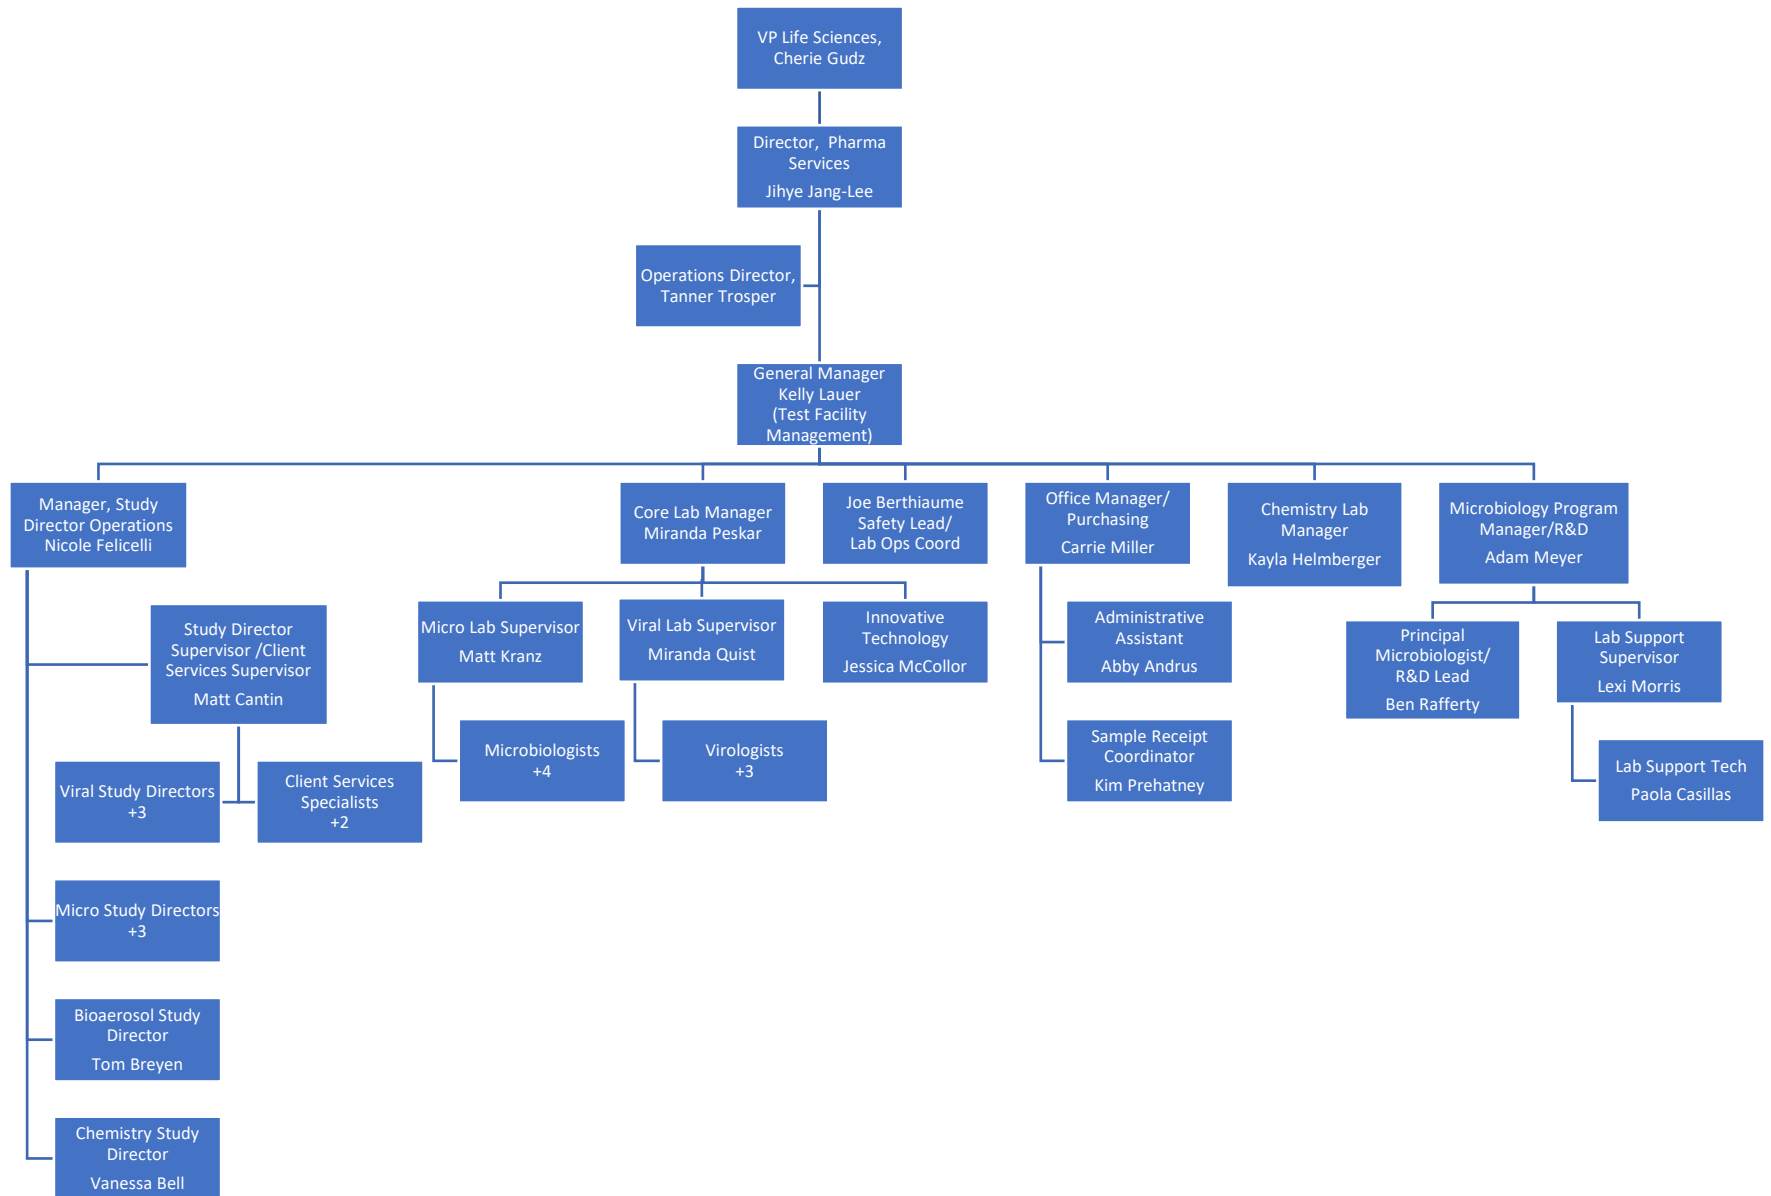 VP Life Sciences,
Cherie Gudz
Director,  Pharma
Services
Jihye Jang-Lee
Operations Director,
Tanner Trosper
General Manager
Kelly Lauer
(Test Facility
Management)
Manager, Study
Director Operations
Nicole Felicelli
Core Lab Manager
Miranda Peskar
Joe Berthiaume
Safety Lead/
Lab Ops Coord
Office Manager/
Purchasing
Carrie Miller
Chemistry Lab
Manager
Kayla Helmberger
Microbiology Program
Manager/R&D
Adam Meyer
Study Director
Supervisor /Client
Services Supervisor
Matt Cantin
Micro Lab Supervisor
Matt Kranz
Viral Lab Supervisor
Miranda Quist
Innovative
Technology
Jessica McCollor
Administrative
Assistant
Abby Andrus
Principal
Microbiologist/
R&D Lead
Ben Rafferty
Lab Support
Supervisor
Lexi Morris
Viral Study Directors
+3
Client Services
Specialists
+2
Microbiologists
+4
Virologists
+3
Sample Receipt
Coordinator
Kim Prehatney
Lab Support Tech
Paola Casillas
Micro Study Directors
+3
Bioaerosol Study
Director
Tom Breyen
Chemistry Study
Director
Vanessa Bell